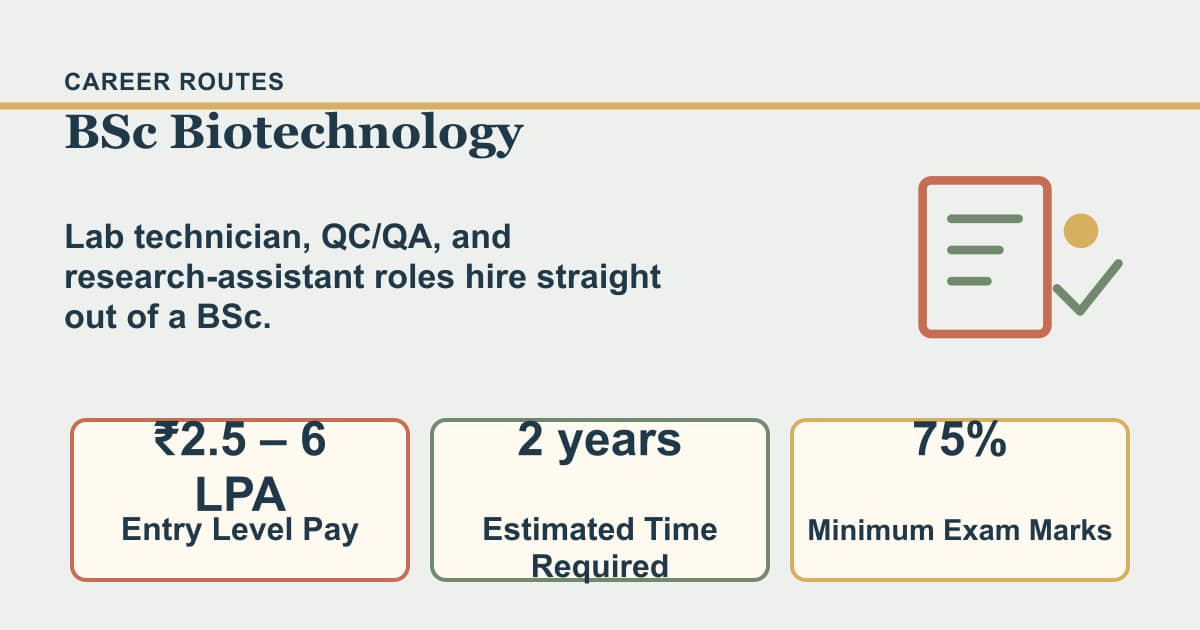 CAREER ROUTES
BSc Biotechnology
Lab technician, QC/QA, and
research-assistant roles hire straight
out of a BSc.
₹2.5 – 6
LPA
Entry Level Pay
2 years
Estimated Time
Required
75%
Minimum Exam Marks